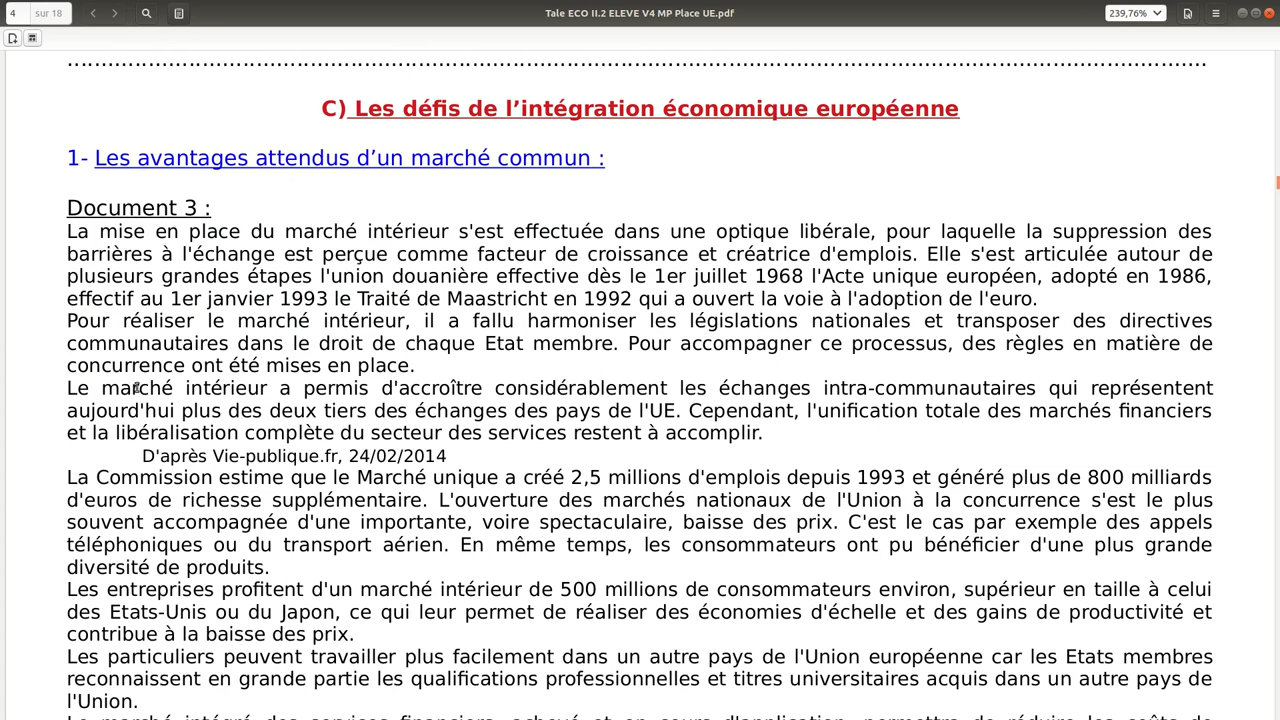 4 sur 18
Tale ECO II.2 ELEVE V4 MP Place UE.pdf
239,76%
C) Les défis de l’intégration économique européenne
1- Les avantages attendus d’un marché commun :
Document 3 :
La mise en place du marché intérieur s'est effectuée dans une optique libérale, pour laquelle la suppression des
barrières à l'échange est perçue comme facteur de croissance et créatrice d'emplois. Elle s'est articulée autour de
plusieurs grandes étapes l'union douanière effective dès le 1er juillet 1968 l'Acte unique européen, adopté en 1986,
effectif au 1er janvier 1993 le Traité de Maastricht en 1992 qui a ouvert la voie à l'adoption de l'euro.
Pour réaliser le marché intérieur, il a fallu harmoniser les législations nationales et transposer des directives
communautaires dans le droit de chaque Etat membre. Pour accompagner ce processus, des règles en matière de
concurrence ont été mises en place.
Le marché intérieur a permis d'accroître considérablement les échanges intra-communautaires qui représentent
aujourd'hui plus des deux tiers des échanges des pays de l'UE. Cependant, l'unification totale des marchés financiers
et la libéralisation complète du secteur des services restent à accomplir.
D'après Vie-publique.fr, 24/02/2014
La Commission estime que le Marché unique a créé 2,5 millions d'emplois depuis 1993 et généré plus de 800 milliards
d'euros de richesse supplémentaire. L'ouverture des marchés nationaux de l'Union à la concurrence s'est le plus
souvent accompagnée d'une importante, voire spectaculaire, baisse des prix. C'est le cas par exemple des appels
téléphoniques ou du transport aérien. En même temps, les consommateurs ont pu bénéficier d'une plus grande
diversité de produits.
Les entreprises profitent d'un marché intérieur de 500 millions de consommateurs environ, supérieur en taille à celui
des Etats-Unis ou du Japon, ce qui leur permet de réaliser des économies d'échelle et des gains de productivité et
contribue à la baisse des prix.
Les particuliers peuvent travailler plus facilement dans un autre pays de l'Union européenne car les Etats membres
reconnaissent en grande partie les qualifications professionnelles et titres universitaires acquis dans un autre pays de
l'Union.
Le marché intégré des services financiers, achevé et en cours d'application, permettra de réduire les coûts de